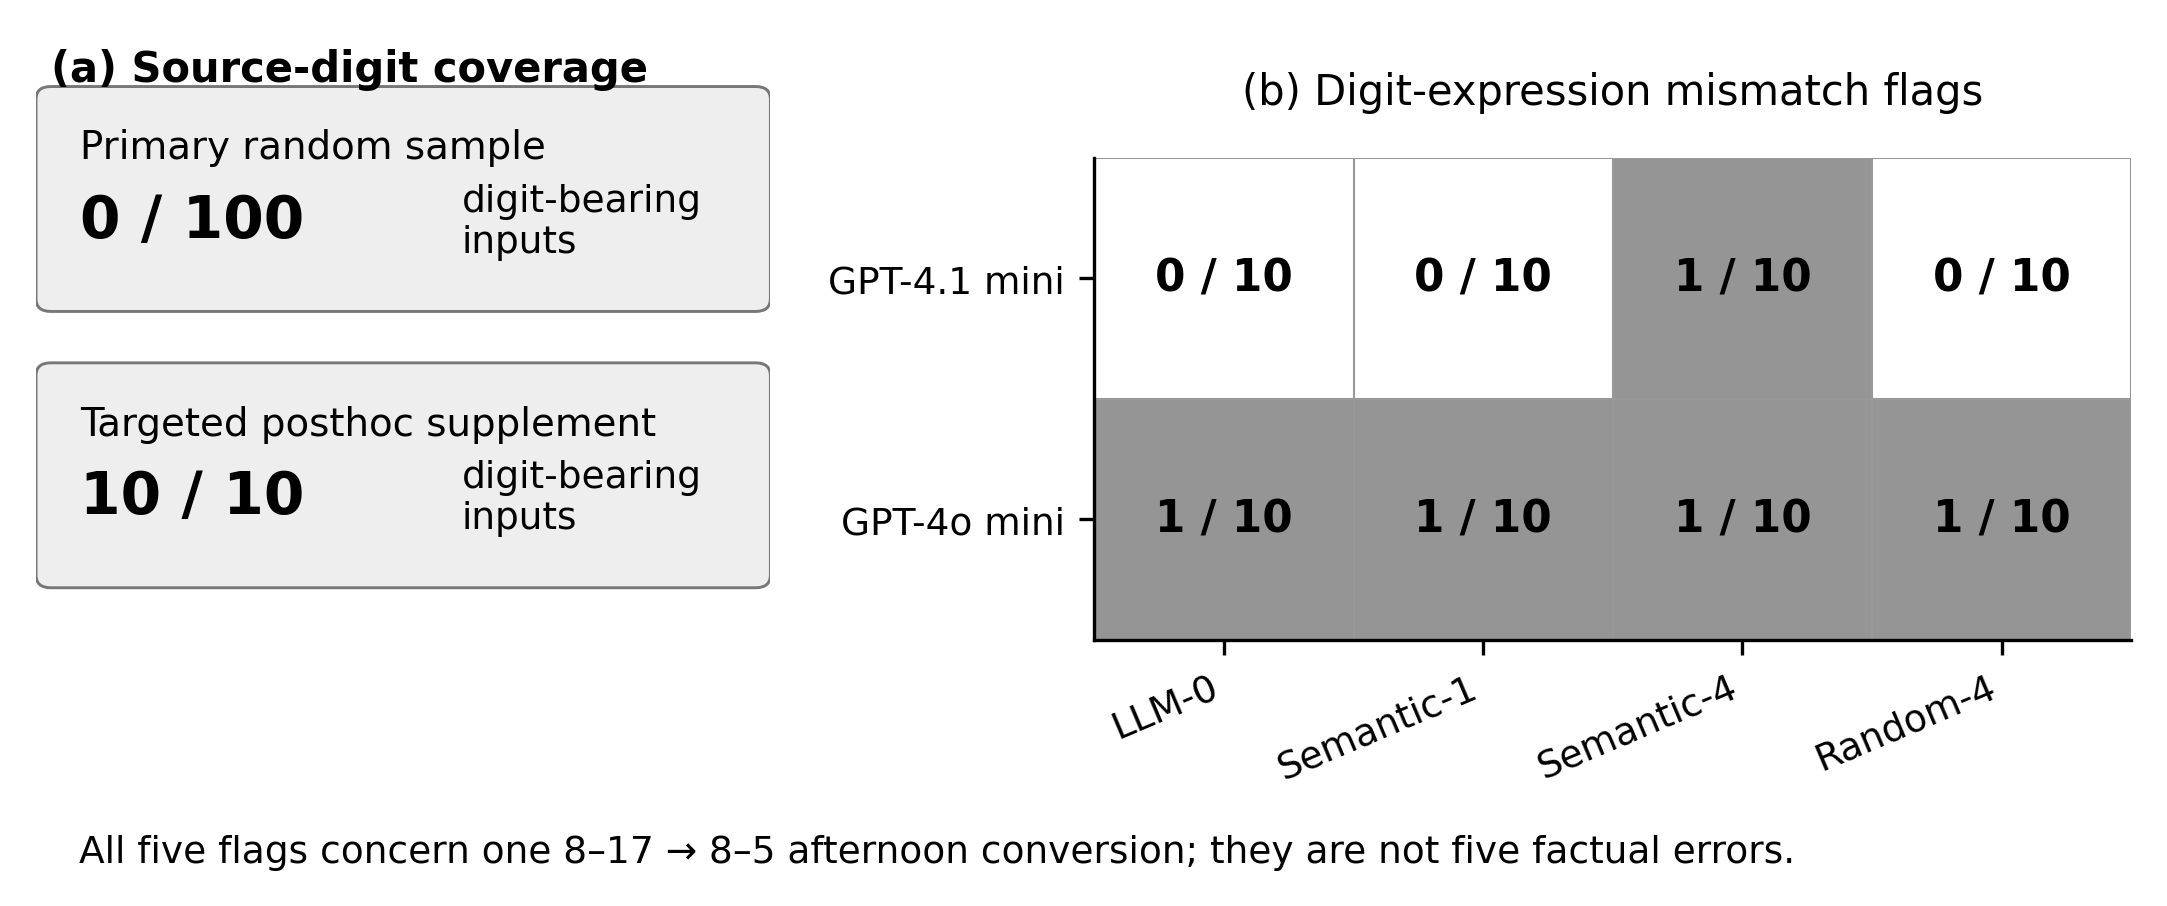 (a) Source-digit coverage
Primary random sample
0 / 100
digit-bearing
inputs
Targeted posthoc supplement
10 / 10
digit-bearing
inputs
(b) Digit-expression mismatch flags
GPT-4.1 mini
0 / 10
0 / 10
1 / 10
0 / 10
GPT-4o mini
1 / 10
1 / 10
1 / 10
1 / 10
LLM-0
Semantic-1
Semantic-4
Random-4
All five flags concern one 8–17 → 8–5 afternoon conversion; they are not five factual errors.